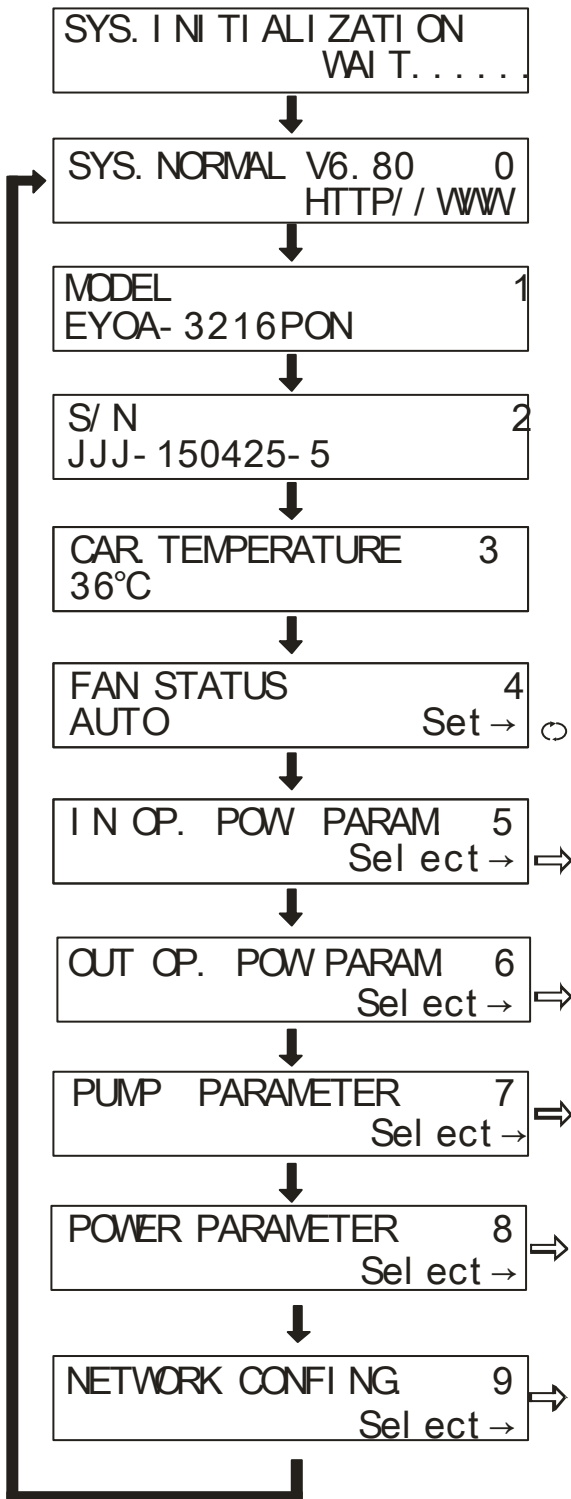 SYS. INITIALIZATION
WAIT......
SYS. NORMAL V6.80 0
HTTP//WWW
MODEL 1
EYOA-3216PON
S/N 2
JJJ-150425-5
CAR. TEMPERATURE 3
36°C
FAN STATUS 4
AUTO Set→
IN OP. POW. PARAM. 5
Select→
OUT OP. POW.PARAM. 6
Select→
PUMP PARAMETER 7
Select→
POWER PARAMETER 8
Select→
NETWORK CONFING. 9
Select→